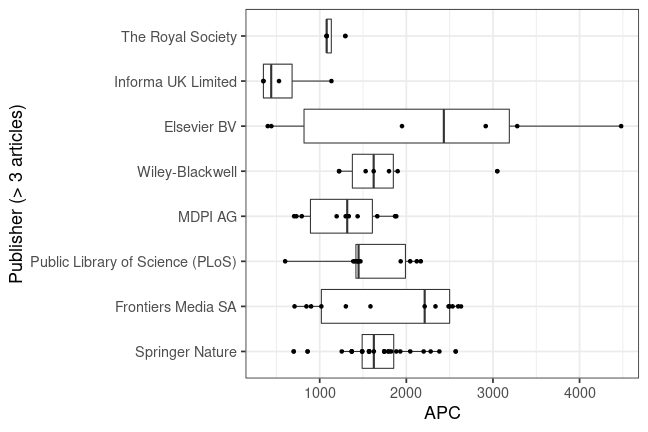 Publisher (> 3 articles)
The Royal Society
Informa UK Limited
Elsevier BV
Wiley-Blackwell
MDPI AG
Public Library of Science (PLoS)
Frontiers Media SA
Springer Nature
1000 2000 3000 4000
APC